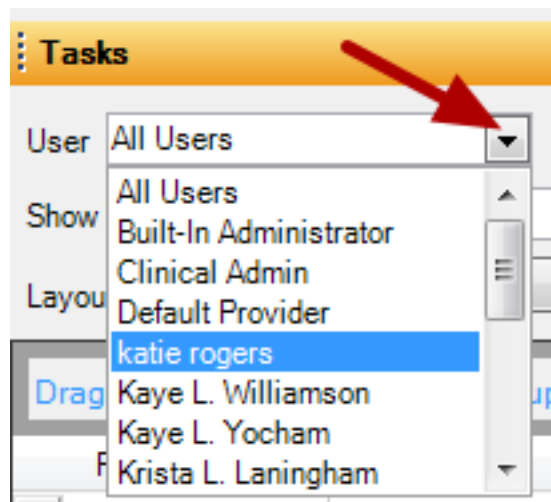 Tasks
User All Users
All Users
Show
Built-In Administrator
Clinical Admin
Layou
Default Provider
katie rogers
Drag
Kaye L. Williamson
up
Kaye L. Yocham
F
Krista L. Laningham